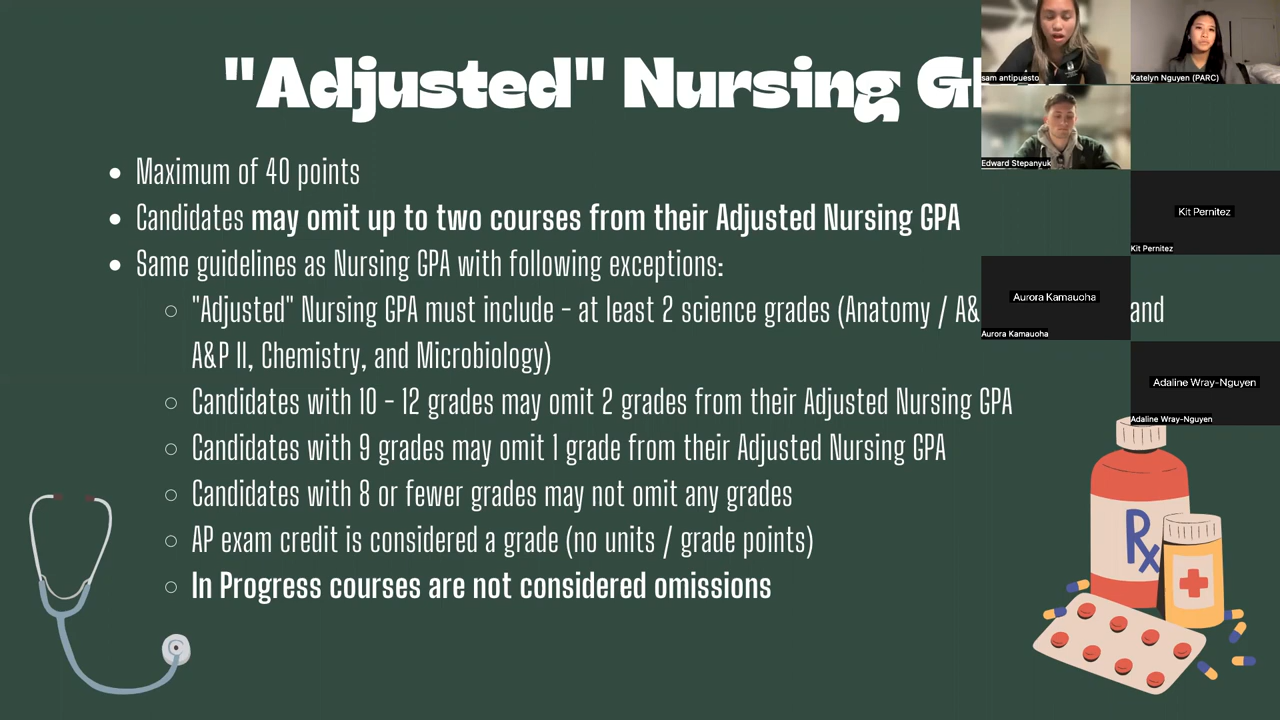 "Adjusted" Nursing
• Maximum of 40 points
• Candidates may omit up to two courses from their Adjusted Nursing GPA
• Same guidelines as Nursing GPA with following exceptions:
○ "Adjusted" Nursing GPA must include - at least 2 science grades (Anatomy / A& and
A&P II, Chemistry, and Microbiology)
○ Candidates with 10 - 12 grades may omit 2 grades from their Adjusted Nursing GPA
○ Candidates with 9 grades may omit 1 grade from their Adjusted Nursing GPA
○ Candidates with 8 or fewer grades may not omit any grades
○ AP exam credit is considered a grade (no units / grade points)
○ In Progress courses are not considered omissions
sam antipuesto
Katelyn Nguyen (PARC)
Edward Stepanyuk
Kit Pernitez
Kit Pernitez
Aurora Kamauoha
Aurora Kamauoha
Adaline Wray-Nguyen
Adaline Wray-Nguyen
Rx